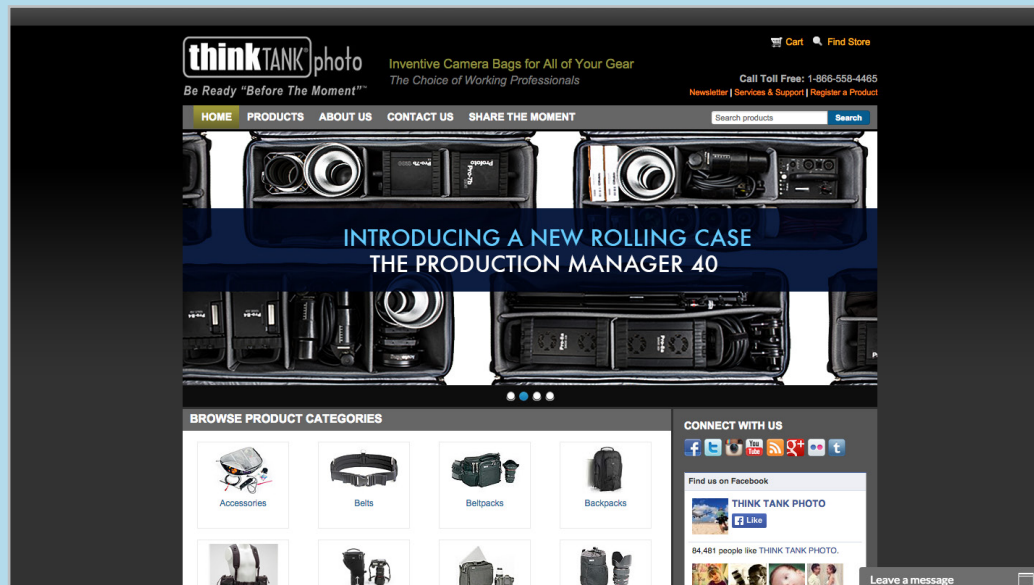 Cart Find Store
thinkTANK®photo
Inventive Camera Bags for All of Your Gear
The Choice of Working Professionals
Call Toll Free: 1-866-558-4465
Be Ready "Before The Moment"™
Newsletter | Services & Support | Register a Product
HOME PRODUCTS ABOUT US CONTACT US SHARE THE MOMENT
Search products Search
INTRODUCING A NEW ROLLING CASE
THE PRODUCTION MANAGER 40
BROWSE PRODUCT CATEGORIES
Accessories Belts Beltpacks Backpacks
CONNECT WITH US
You
Tube
Find us on Facebook
THINK TANK PHOTO
Like
84,481 people like THINK TANK PHOTO.
Leave a message